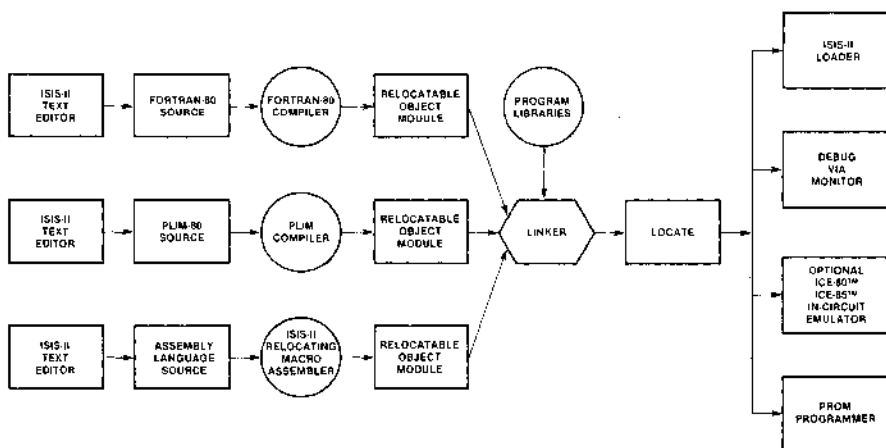 ISIS-II
TEXT
EDITOR
FORTRAN-80
SOURCE
FORTRAN-80
COMPILER
RELOCATABLE
OBJECT
MODULE
PROGRAM
LIBRARIES
ISIS-II
LOADER
DEBUG
VIA
MONITOR
ISIS-II
TEXT
EDITOR
PL/M-80
SOURCE
PL/M
COMPILER
RELOCATABLE
OBJECT
MODULE
LINKER
LOCATE
OPTIONAL
ICE-80™
ICE-85™
IN-CIRCUIT
EMULATOR
ISIS-II
TEXT
EDITOR
ASSEMBLY
LANGUAGE
SOURCE
ISIS-II
RELOCATING
MACRO
ASSEMBLER
RELOCATABLE
OBJECT
MODULE
PROM
PROGRAMMER